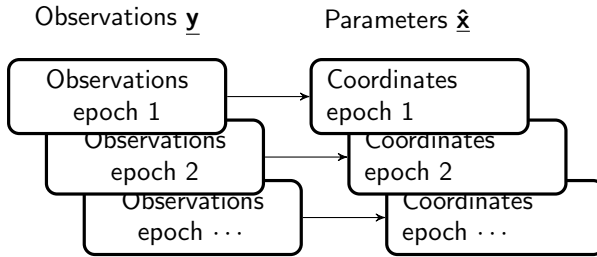 Observations y
Parameters x̂
Observations
epoch 1
Coordinates
epoch 1
Observations
epoch 2
Coordinates
epoch 2
Observations
epoch ···
Coordinates
epoch ···